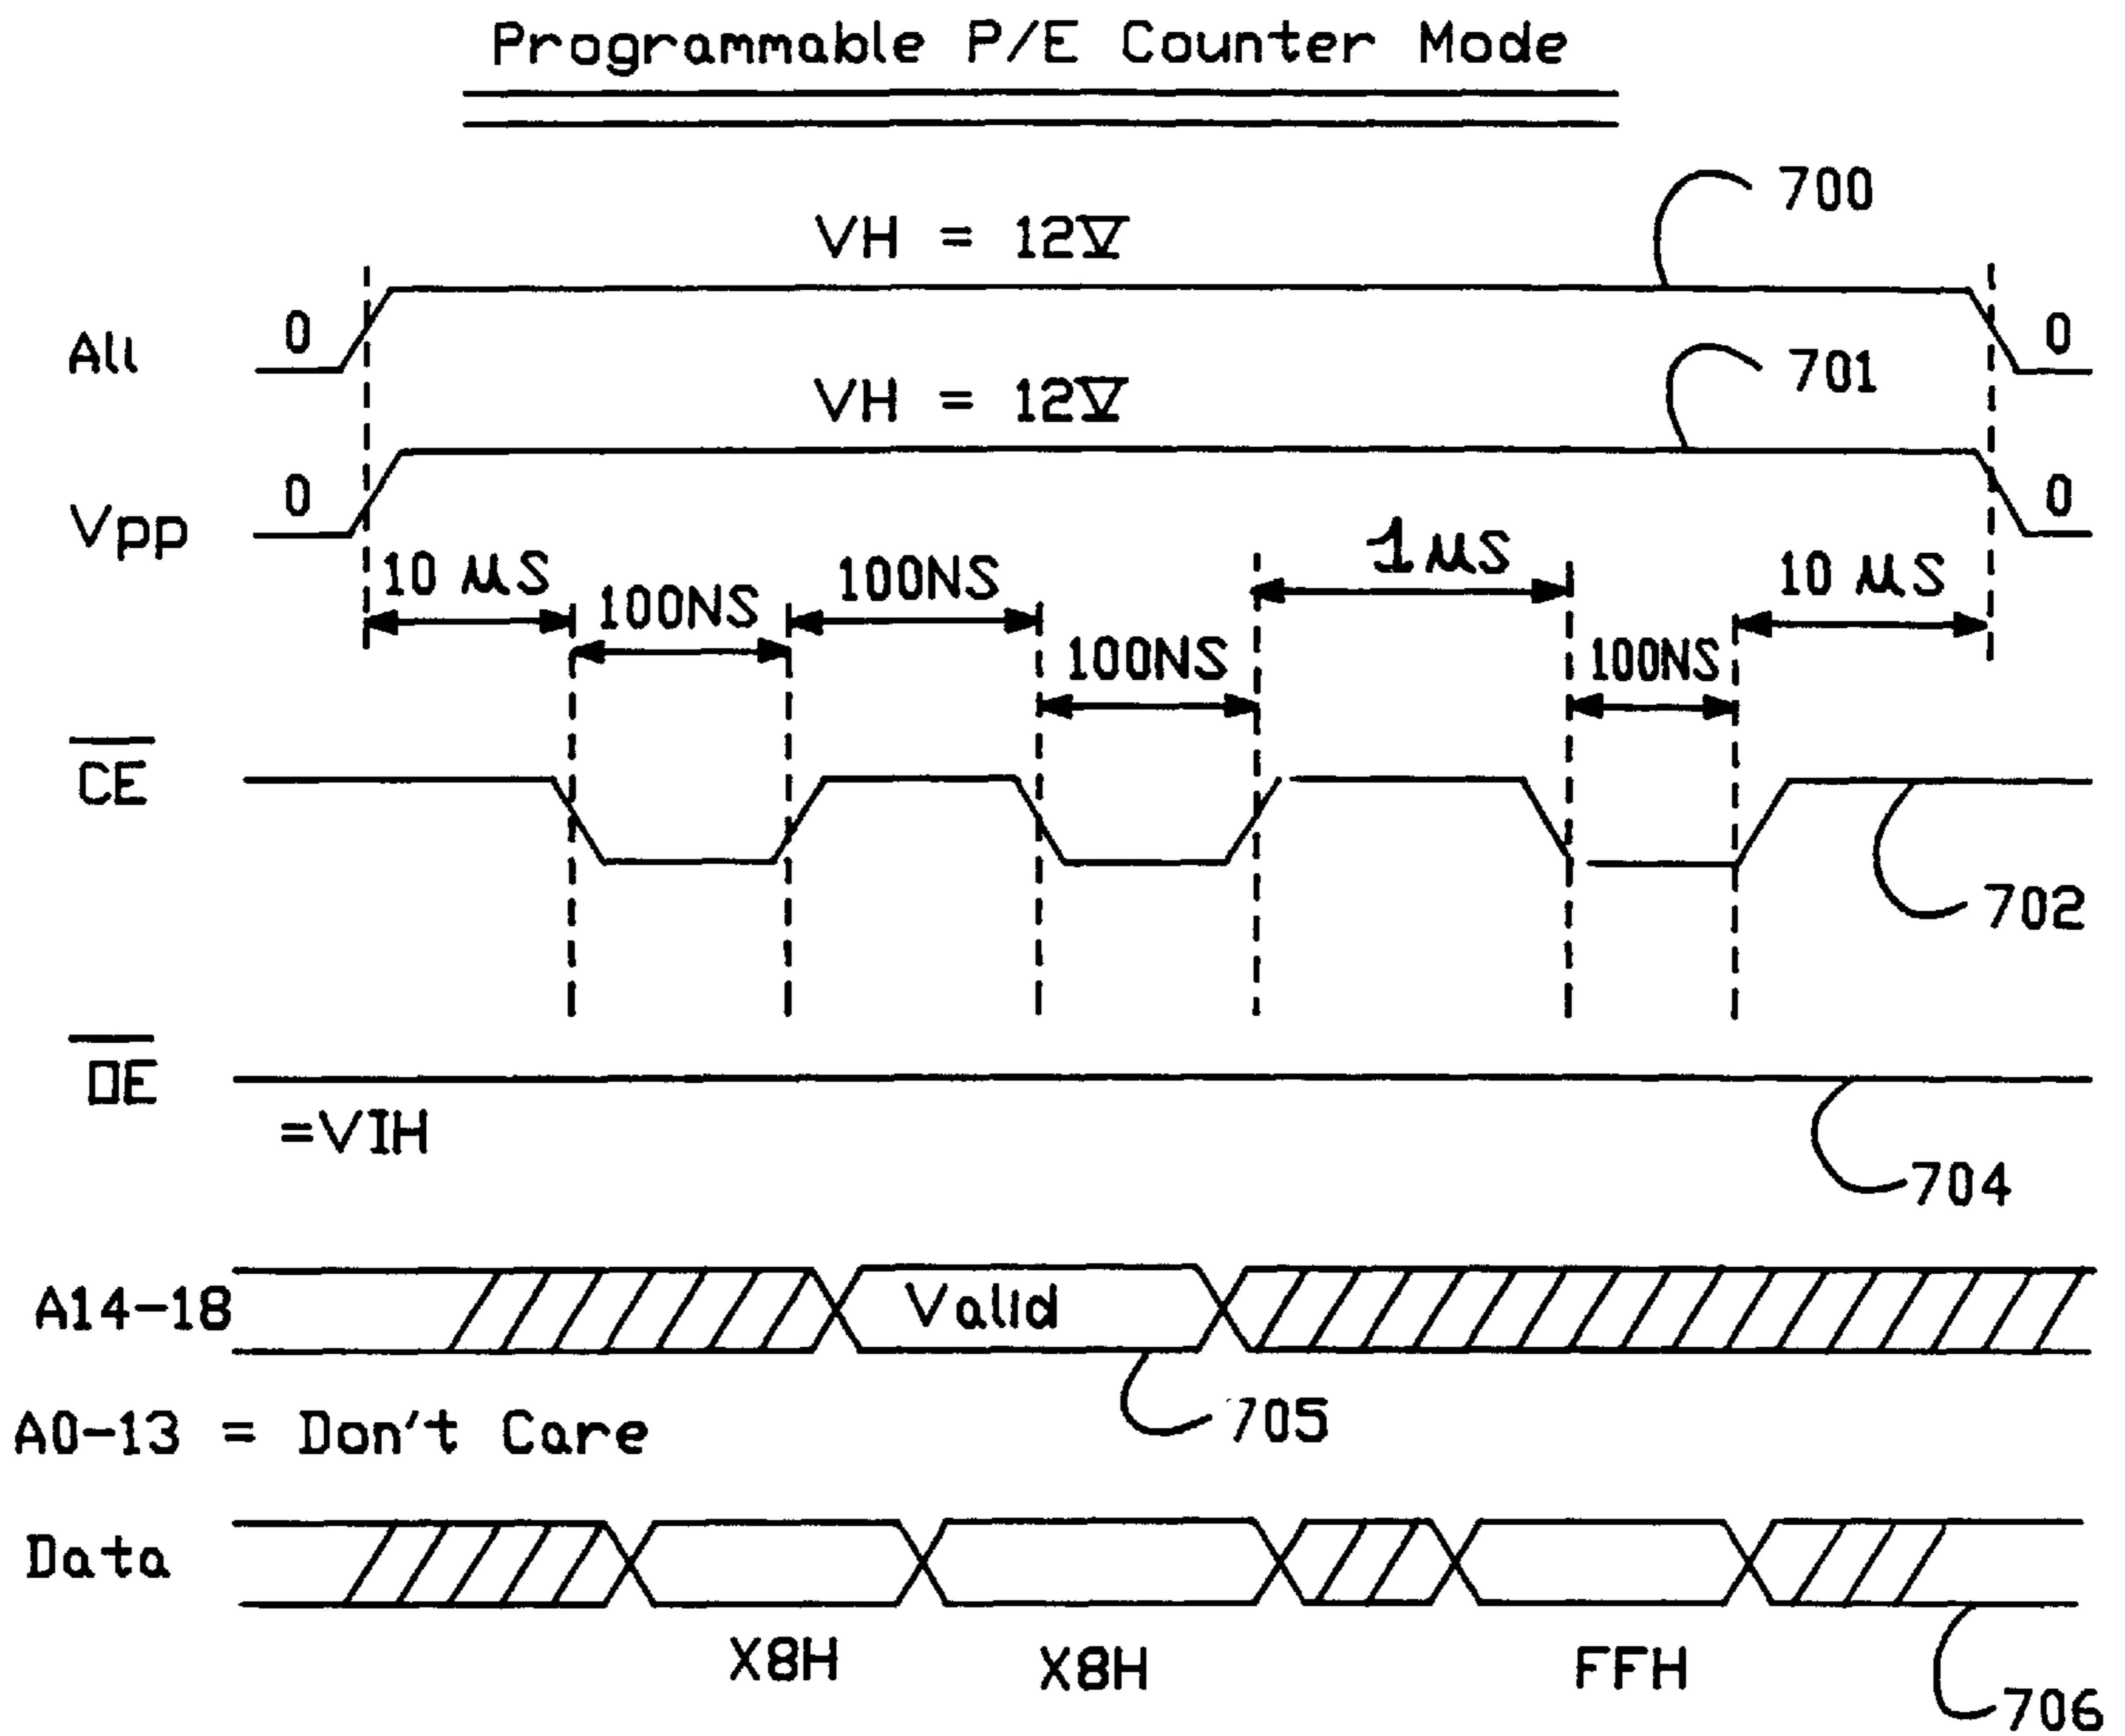 Programmable P/E Counter Mode
700
VH = 12V
0
All
0
701
VH = 12V
0
Vpp
0
10 µS
100NS
100NS
100NS
1 µS
100NS
10 µS
C̅E̅
702
O̅E̅
=VIH
704
A14-18
Valid
705
A0-13 = Don't Care
Data
X8H
X8H
FFH
706